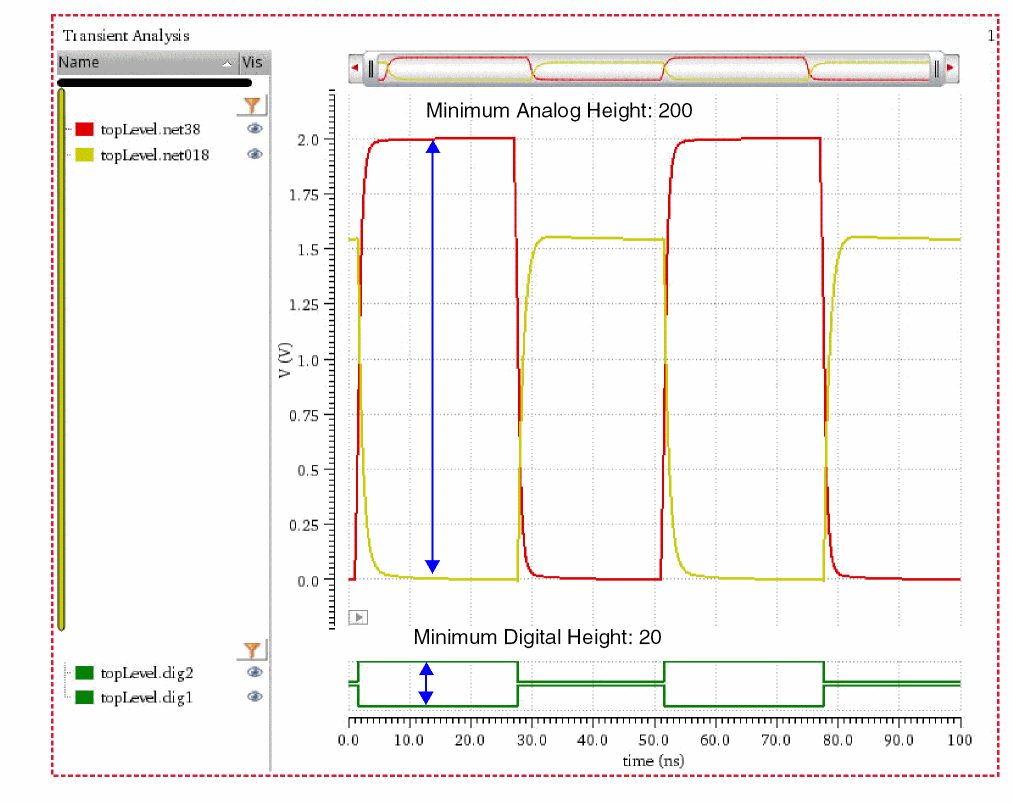 Transient Analysis
1
Name Vis
topLevel.net38
topLevel.net018
Minimum Analog Height: 200
2.0
1.75
1.5
1.25
1.0
0.75
0.5
0.25
0.0
V (V)
Minimum Digital Height: 20
topLevel.dig2
topLevel.dig1
0.0 10.0 20.0 30.0 40.0 50.0 60.0 70.0 80.0 90.0 100
time (ns)